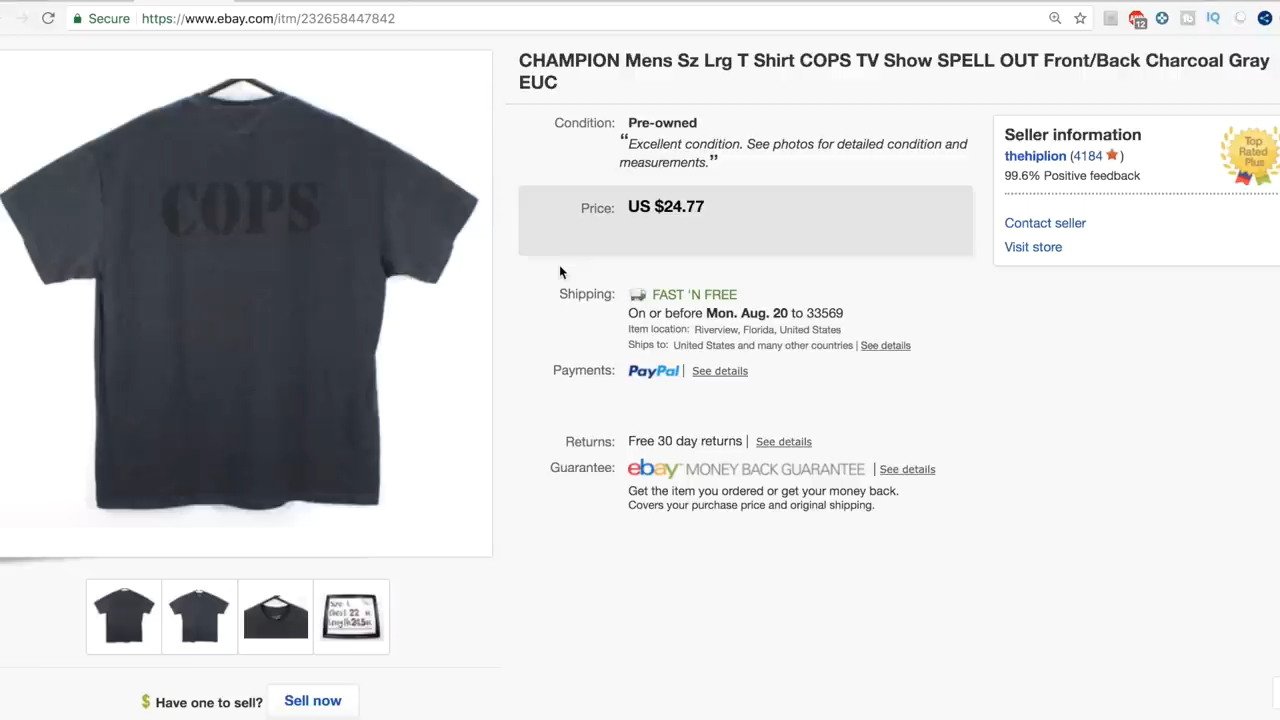 Secure https://www.ebay.com/itm/232658447842
12
IQ
CHAMPION Mens Sz Lrg T Shirt COPS TV Show SPELL OUT Front/Back Charcoal Gray
EUC
COPS
Condition: Pre-owned
“Excellent condition. See photos for detailed condition and
measurements.”
Price: US $24.77
Shipping: FAST 'N FREE
On or before Mon. Aug. 20 to 33569
Item location: Riverview, Florida, United States
Ships to: United States and many other countries | See details
Payments: PayPal | See details
Returns: Free 30 day returns | See details
Guarantee: ebay MONEY BACK GUARANTEE | See details
Get the item you ordered or get your money back.
Covers your purchase price and original shipping.
Seller information
thehiplion (4184 )
99.6% Positive feedback
Top
Rated
Plus
Contact seller
Visit store
$ Have one to sell? Sell now